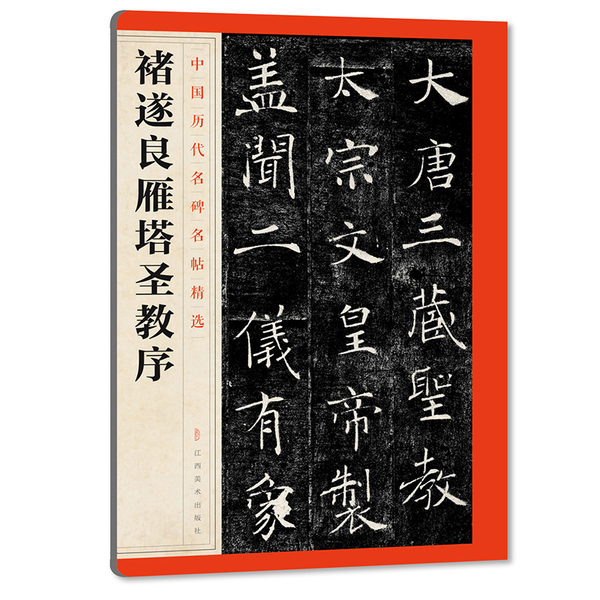 褚遂良雁塔圣教序
中国历代名碑名帖精选
江西美术出版社
大唐三藏聖教
太宗文皇帝製
盖聞二儀有象